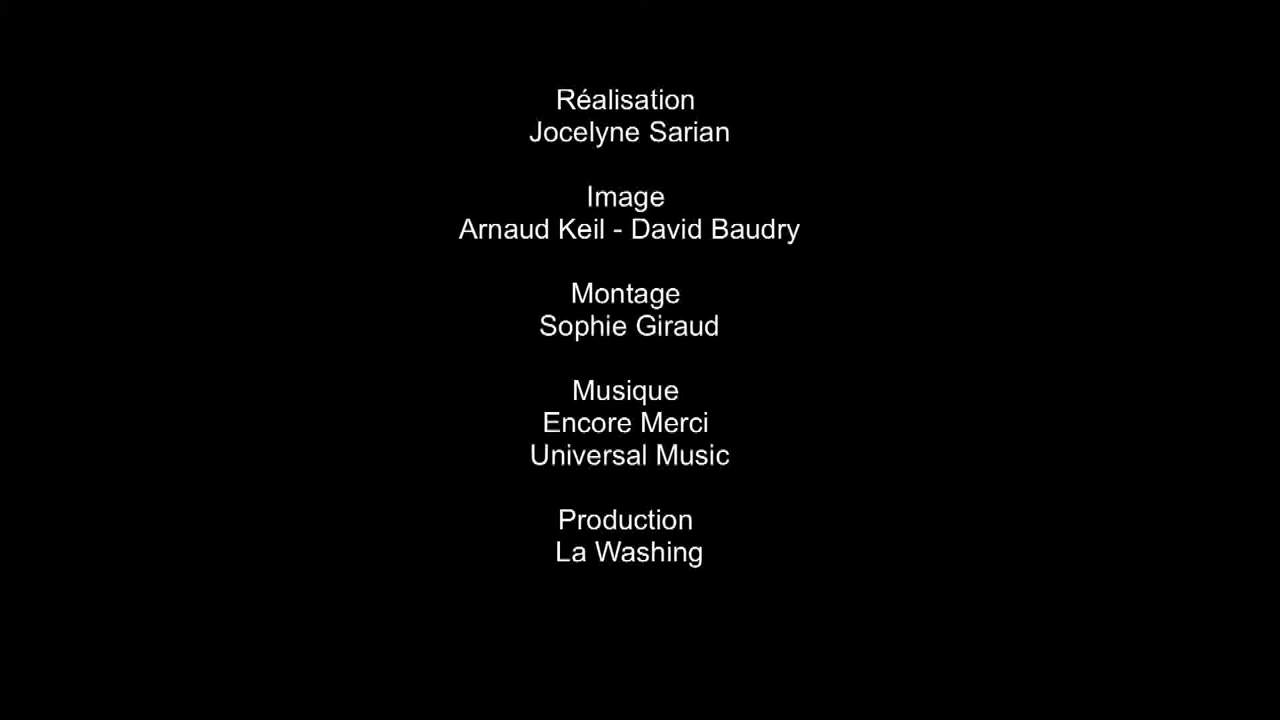 Réalisation
Jocelyne Sarian
Image
Arnaud Keil - David Baudry
Montage
Sophie Giraud
Musique
Encore Merci
Universal Music
Production
La Washing